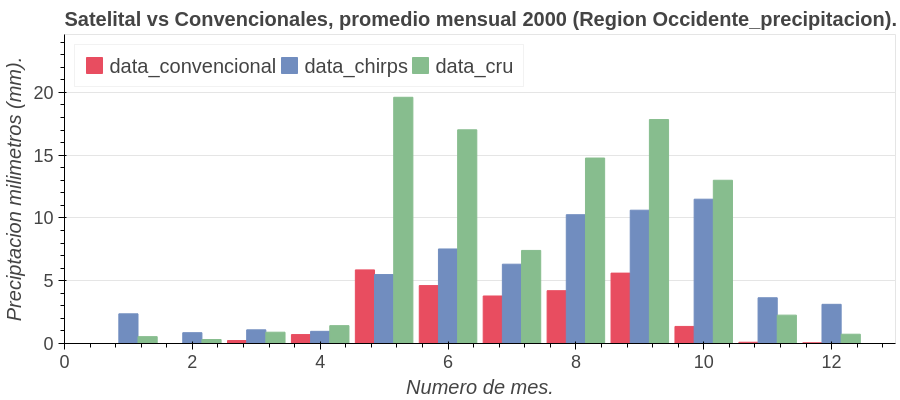 Satelital vs Convencionales, promedio mensual 2000 (Region Occidente_precipitacion).
data_convencional data_chirps data_cru
Preciptacion milimetros (mm).
20
15
10
5
0
0 2 4 6 8 10 12
Numero de mes.